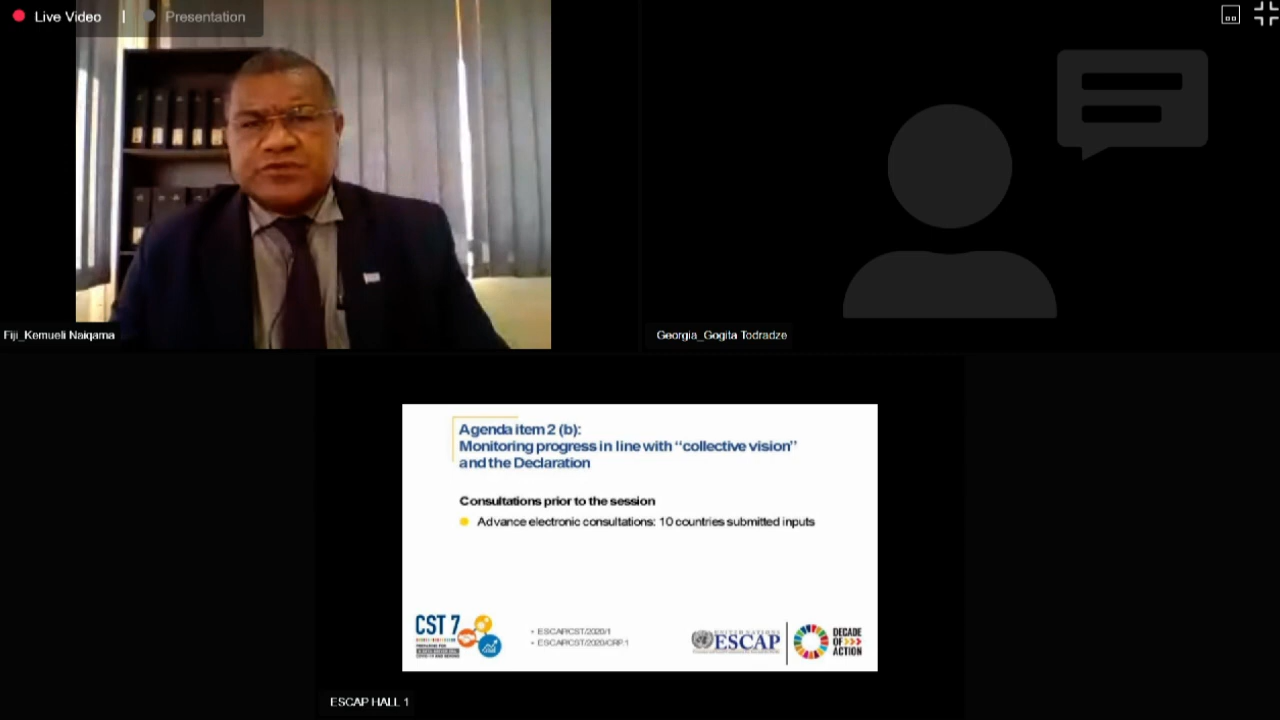 Live Video | Presentation
Fiji_Kemueli Naiqama
Georgia_Gogita Todradze
Agenda item 2 (b):
Monitoring progress in line with “collective vision”
and the Declaration
Consultations prior to the session
Advance electronic consultations: 10 countries submitted inputs
CST 7
ESCAP/CST/2020/1
ESCAP/CST/2020/CRP.1
UNITED NATIONS
ESCAP
DECADE
OF >>>
ACTION
ESCAP HALL 1